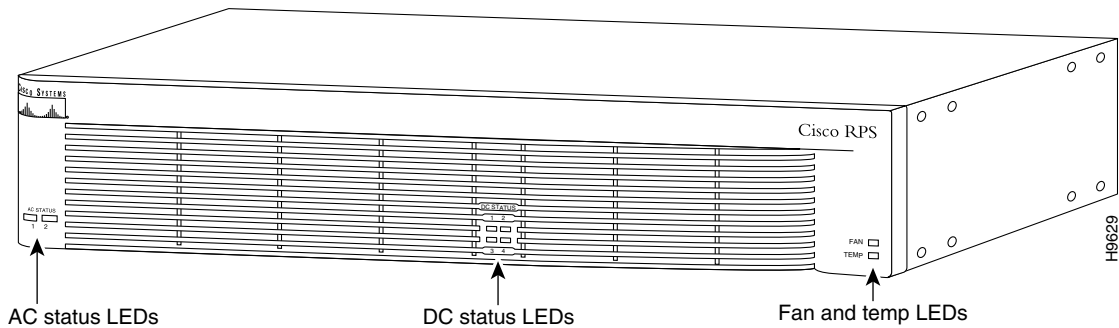 CISCO SYSTEMS
Cisco RPS
AC STATUS
1 2
DC STATUS
1 2
3 4
FAN
TEMP
H9629
AC status LEDs
DC status LEDs
Fan and temp LEDs